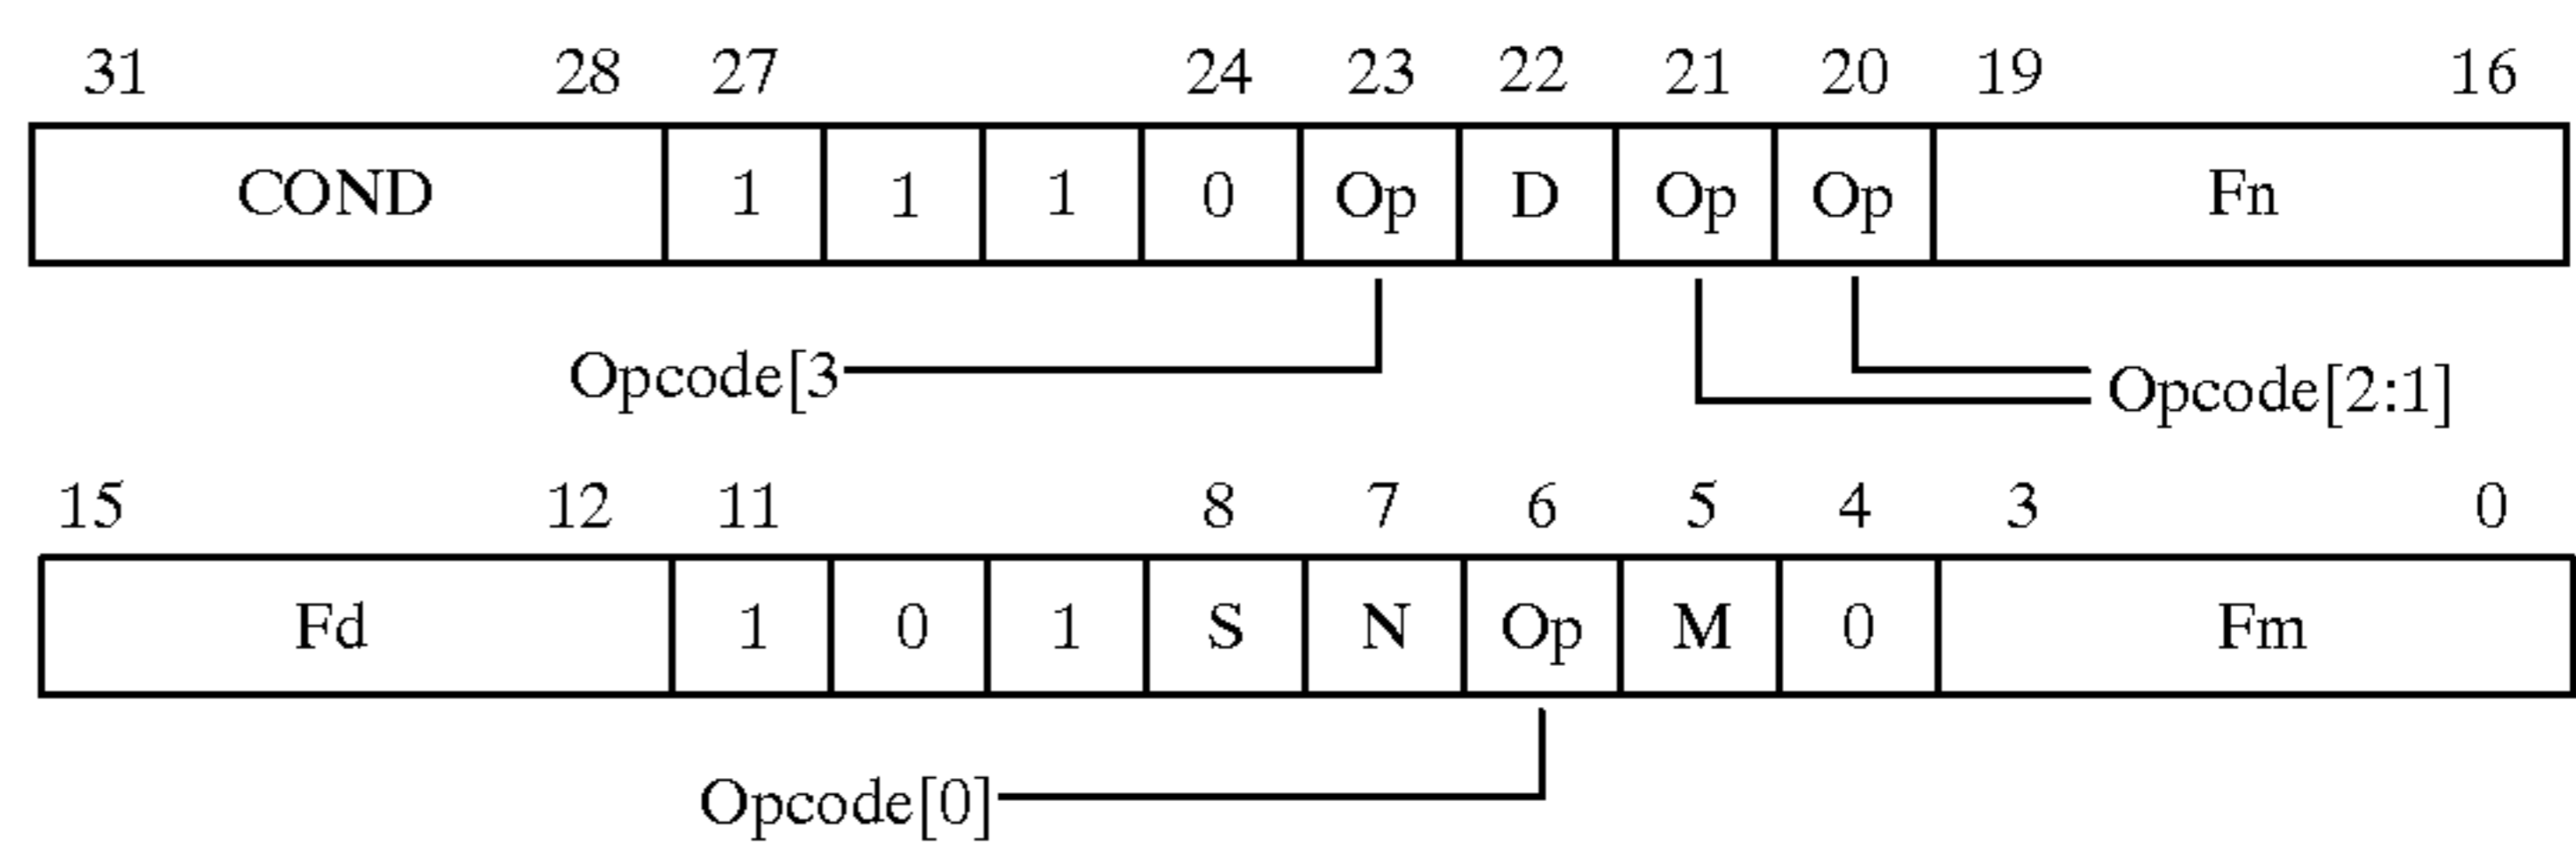 31 28 27 24 23 22 21 20 19 16
COND 1 1 1 0 Op D Op Op Fn
Opcode[3 Opcode[2:1]
15 12 11 8 7 6 5 4 3 0
Fd 1 0 1 S N Op M 0 Fm
Opcode[0]